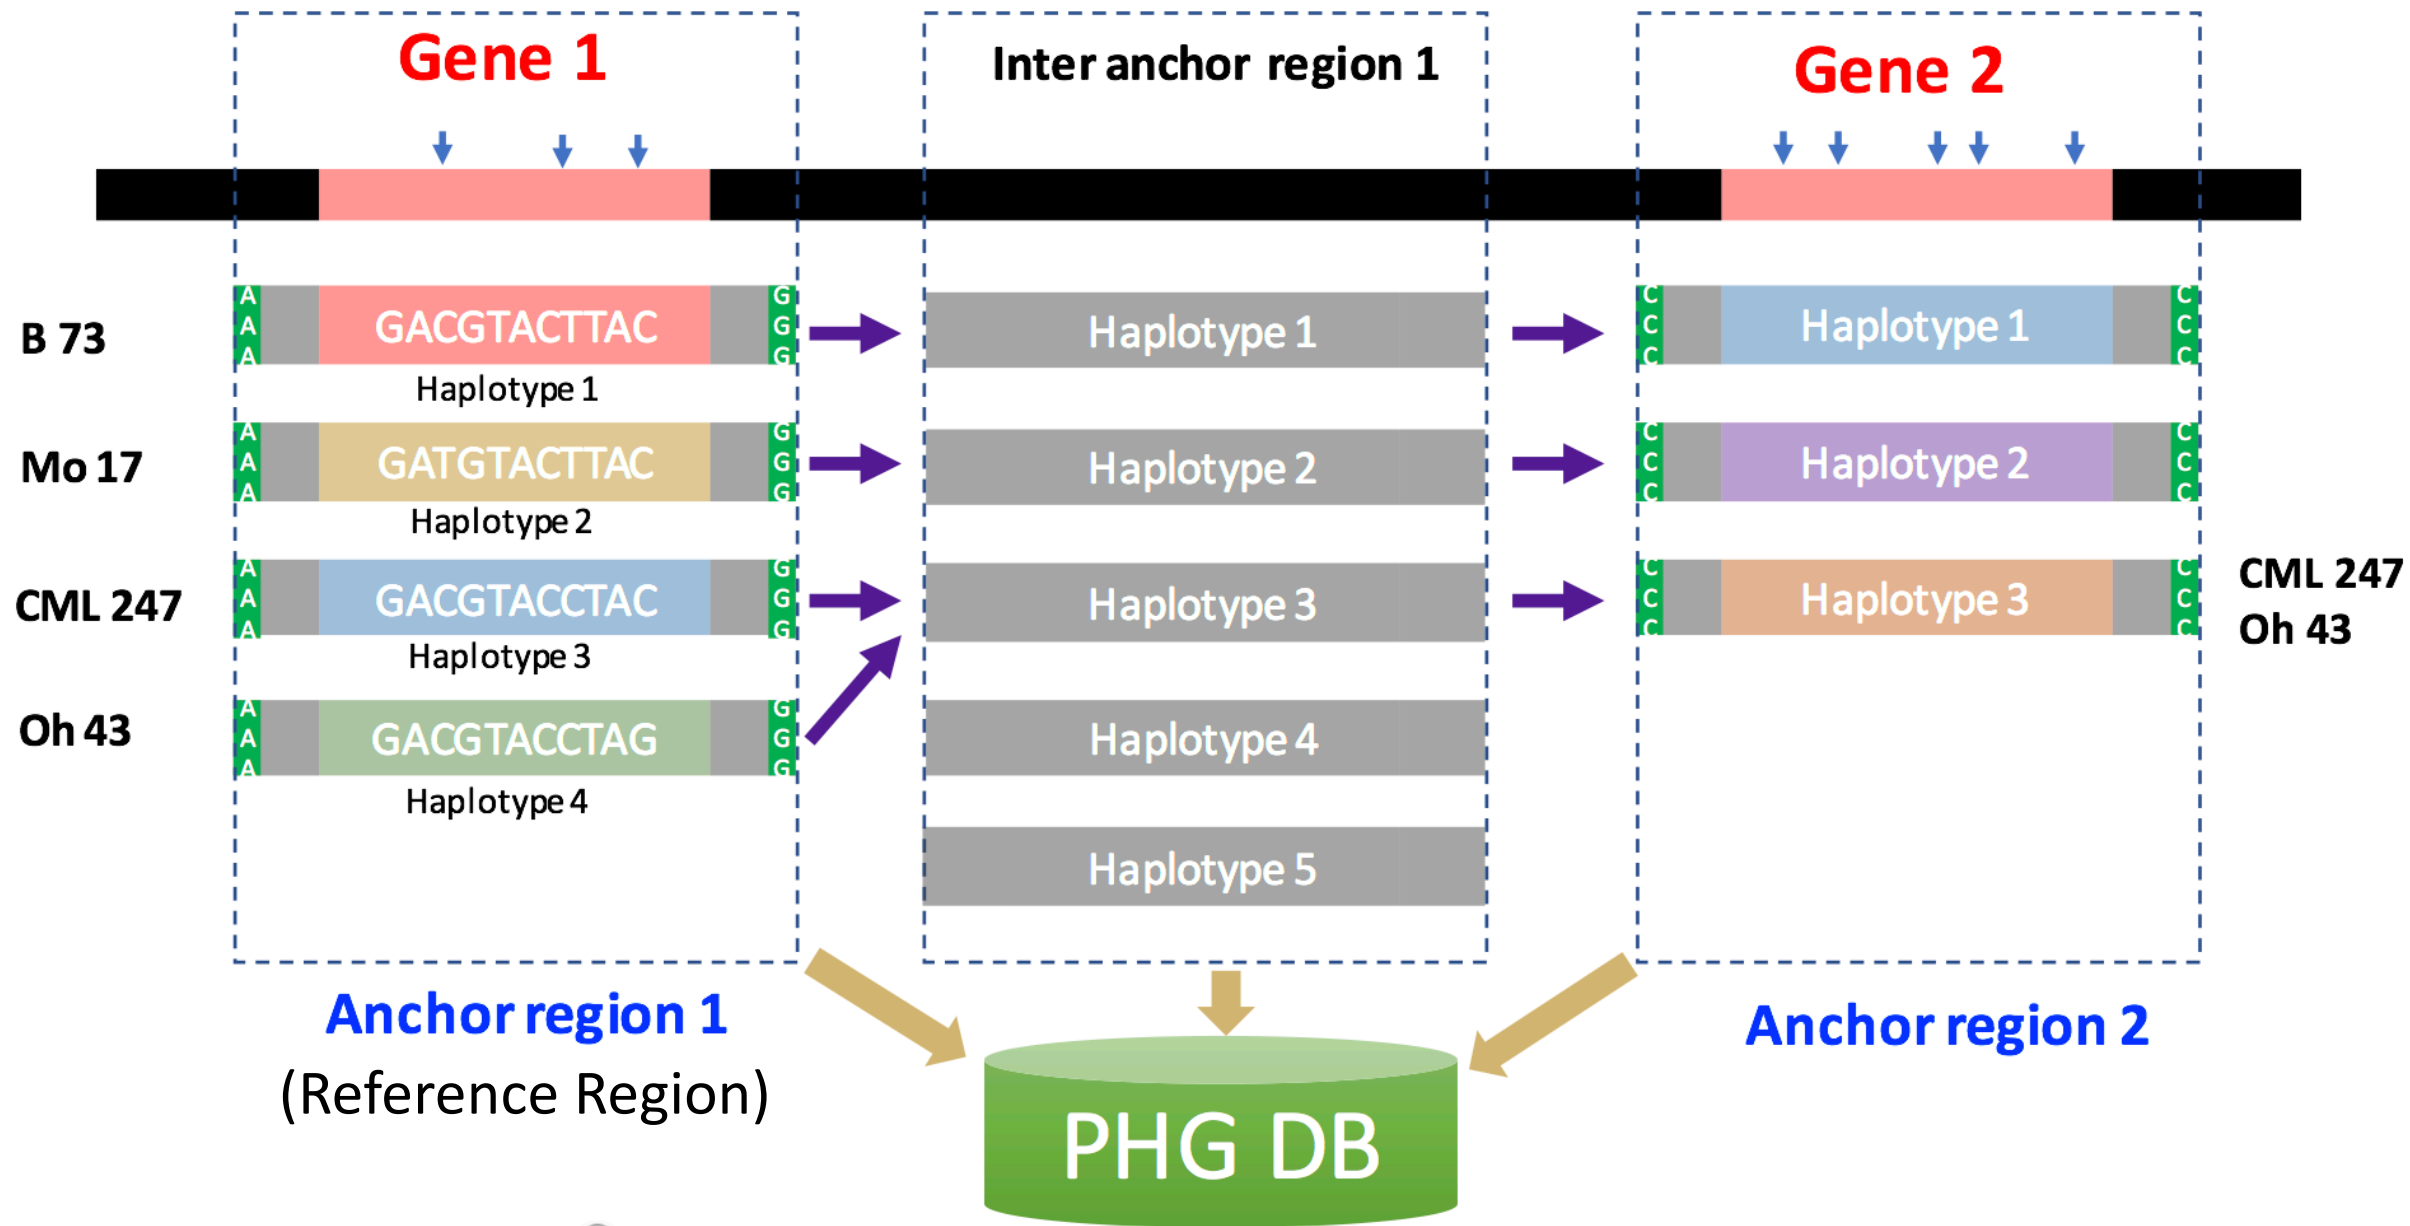 Gene 1
Inter anchor region 1
Gene 2
B 73
A
A
A
GACGTACTTAC
G
G
G
Haplotype 1
Haplotype 1
C
C
C
Haplotype 1
C
C
C
Mo 17
A
A
A
GATGTACTTAC
G
G
G
Haplotype 2
Haplotype 2
C
C
C
Haplotype 2
C
C
C
CML 247
A
A
A
GACGTACCTAC
G
G
G
Haplotype 3
Haplotype 3
C
C
C
Haplotype 3
C
C
C
CML 247
Oh 43
Oh 43
A
A
A
GACGTACCTAG
G
G
G
Haplotype 4
Haplotype 4
Haplotype 5
Anchor region 1
(Reference Region)
Anchor region 2
PHG DB